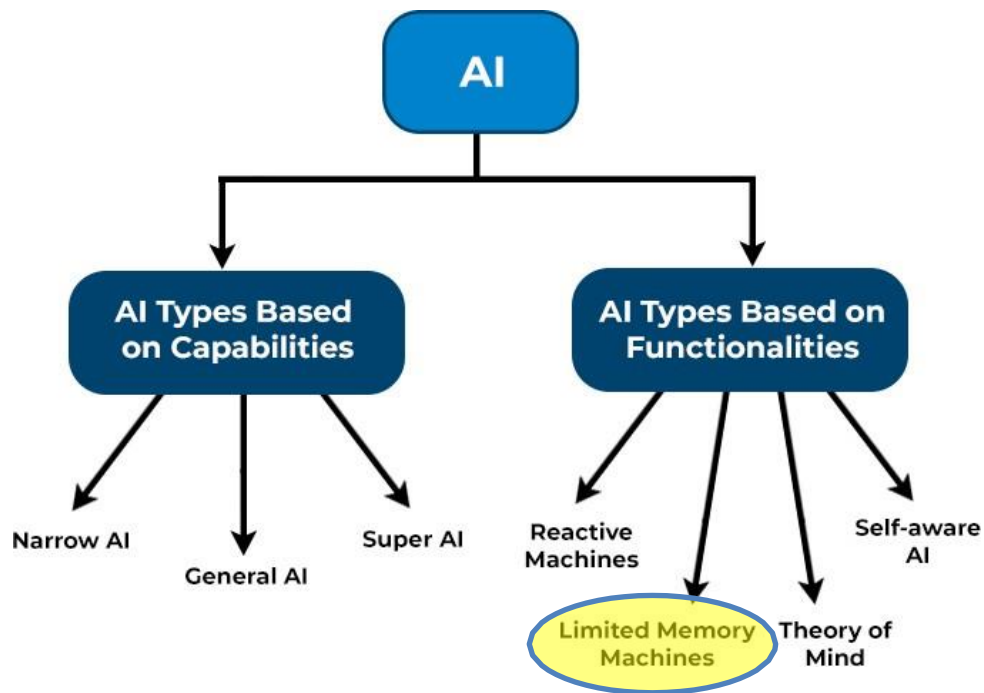 AI
AI Types Based
on Capabilities
AI Types Based on
Functionalities
Narrow AI
General AI
Super AI
Reactive
Machines
Limited Memory
Machines
Theory of
Mind
Self-aware
AI